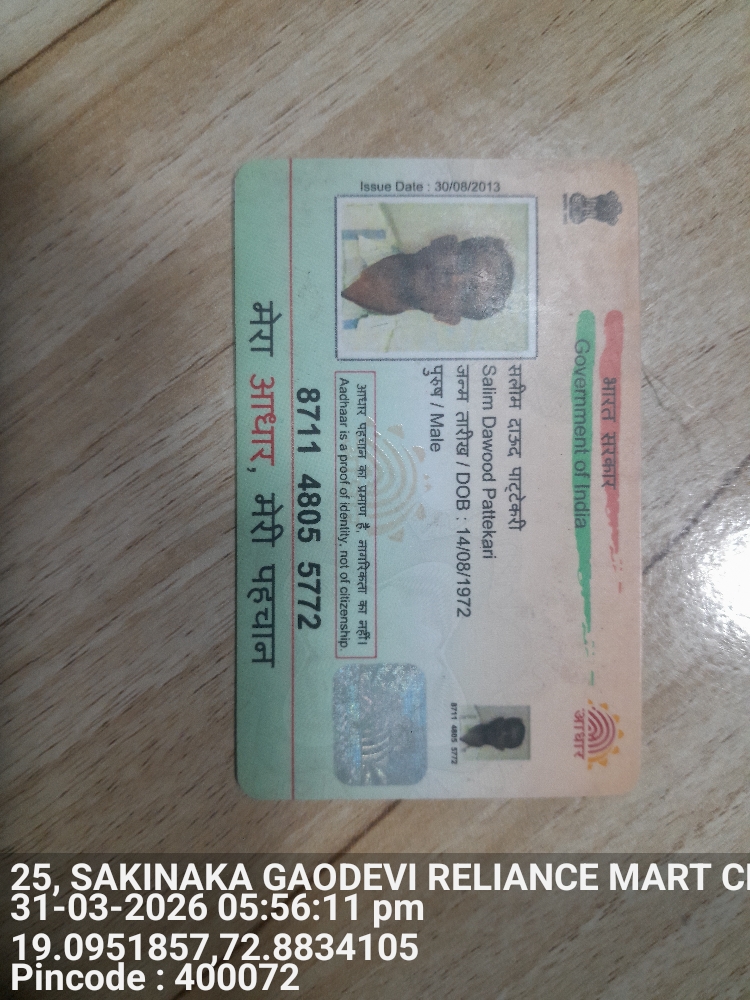 भारत सरकार
Government of India
Issue Date : 30/08/2013
सलीम दाऊद पाट्टेकरी
Salim Dawood Pattekari
जन्म तारीख / DOB : 14/08/1972
पुरुष / Male
8711 4805 5772
आधार
आधार पहचान का प्रमाण है, नागरिकता का नहीं।
Aadhaar is a proof of identity, not of citizenship.
8711 4805 5772
मेरा आधार, मेरी पहचान
25, SAKINAKA GAODEVI RELIANCE MART
31-03-2026 05:56:11 pm
19.0951857,72.8834105
Pincode : 400072